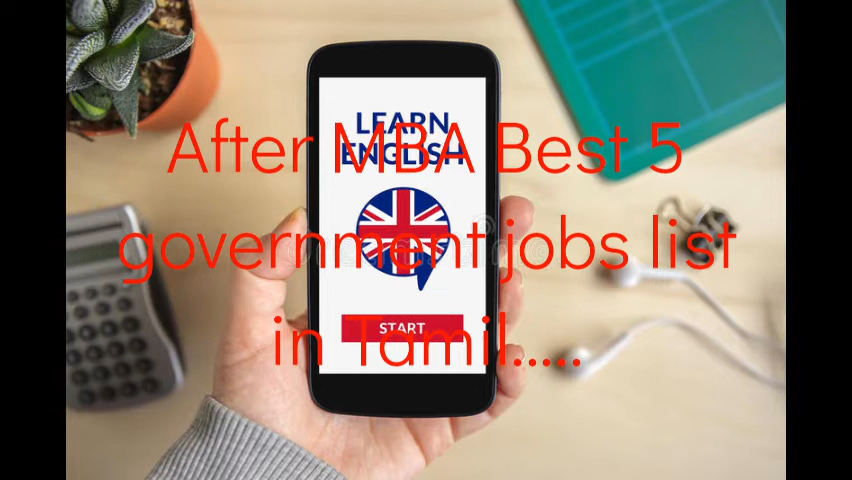 After MBA Best 5
government jobs list
in Tamil.....
LEARN
ENGLISH
START